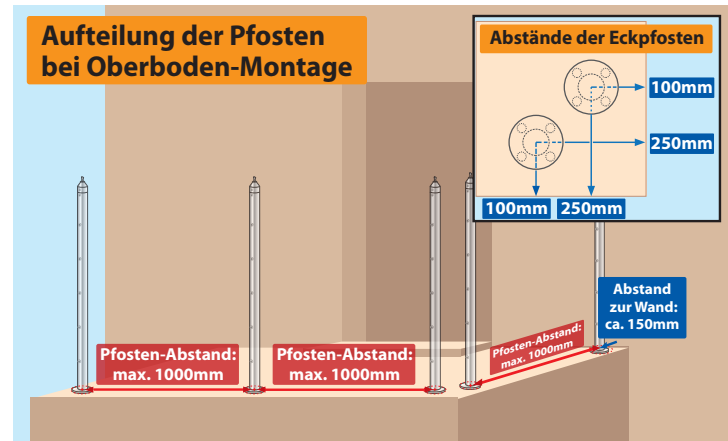 Aufteilung der Pfosten
bei Oberboden-Montage
Abstände der Eckpfosten
100mm
250mm
100mm
250mm
Abstand
zur Wand:
ca. 150mm
Pfosten-Abstand:
max. 1000mm
Pfosten-Abstand:
max. 1000mm
Pfosten-Abstand:
max. 1000mm